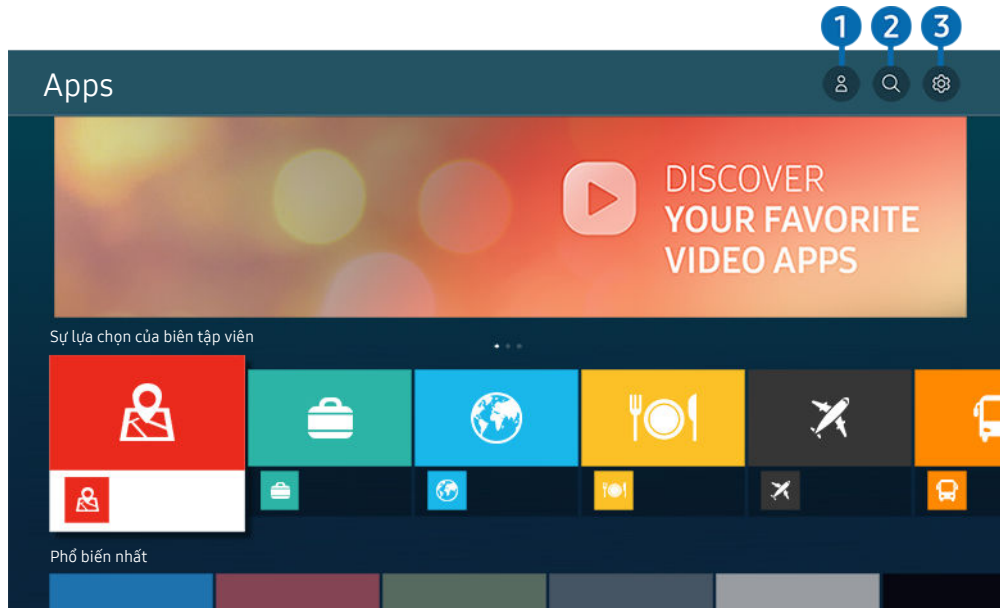 1 2 3
Apps
DISCOVER
YOUR FAVORITE
VIDEO APPS
Sự lựa chọn của biên tập viên
Phổ biến nhất